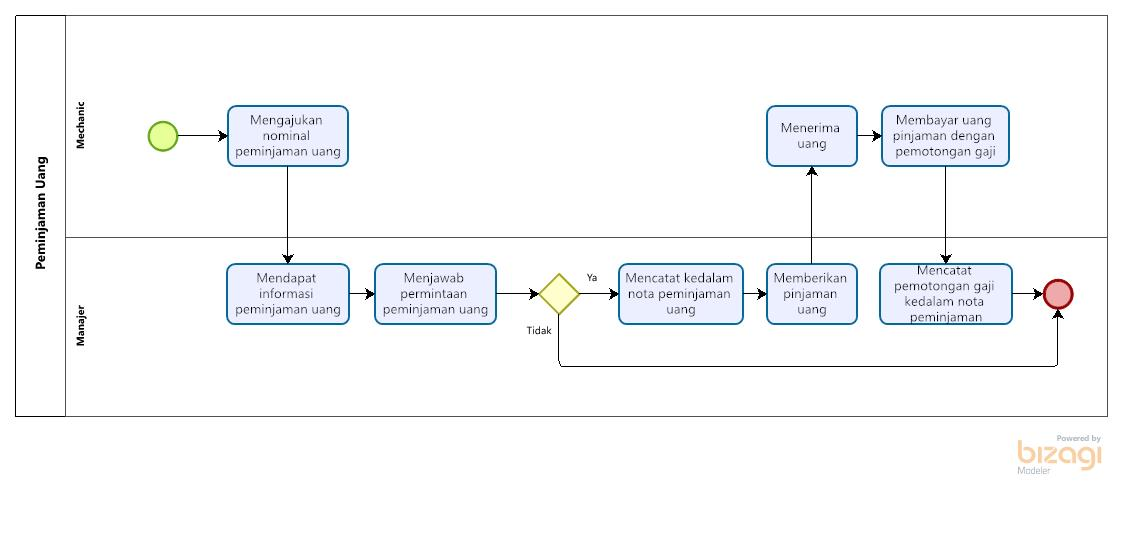 Peminjaman Uang
Mechanic
Mengajukan
nominal
peminjaman uang
Menerima
uang
Membayar uang
pinjaman dengan
pemotongan gaji
Manajer
Mendapat
informasi
peminjaman uang
Menjawab
permintaan
peminjaman uang
Ya
Tidak
Mencatat kedalam
nota peminjaman
uang
Memberikan
pinjaman
uang
Mencatat
pemotongan gaji
kedalam nota
peminjaman
Powered by
bizagi
Modeler